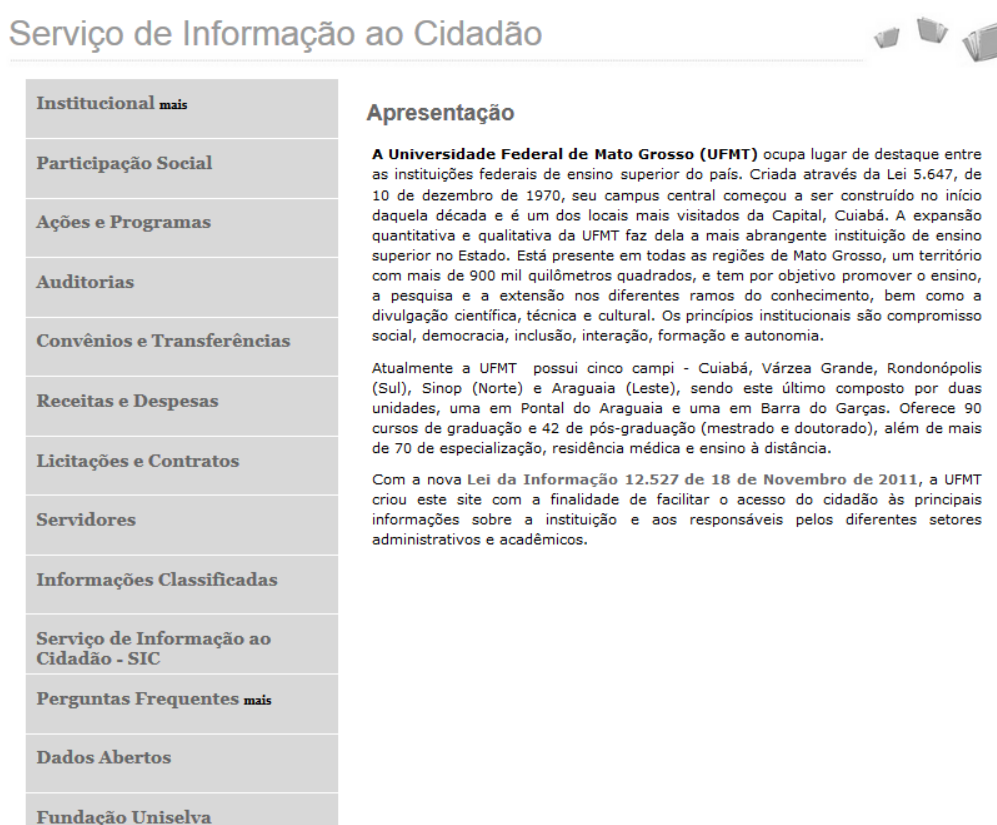 Serviço de Informação ao Cidadão
Institucional mais
Participação Social
Ações e Programas
Auditorias
Convênios e Transferências
Receitas e Despesas
Licitações e Contratos
Servidores
Informações Classificadas
Serviço de Informação ao
Cidadão - SIC
Perguntas Frequentes mais
Dados Abertos
Fundação Uniselva
Apresentação
A Universidade Federal de Mato Grosso (UFMT) ocupa lugar de destaque entre
as instituições federais de ensino superior do país. Criada através da Lei 5.647, de
10 de dezembro de 1970, seu campus central começou a ser construído no início
daquela década e é um dos locais mais visitados da Capital, Cuiabá. A expansão
quantitativa e qualitativa da UFMT faz dela a mais abrangente instituição de ensino
superior no Estado. Está presente em todas as regiões de Mato Grosso, um território
com mais de 900 mil quilômetros quadrados, e tem por objetivo promover o ensino,
a pesquisa e a extensão nos diferentes ramos do conhecimento, bem como a
divulgação científica, técnica e cultural. Os princípios institucionais são compromisso
social, democracia, inclusão, interação, formação e autonomia.
Atualmente a UFMT possui cinco campi - Cuiabá, Várzea Grande, Rondonópolis
(Sul), Sinop (Norte) e Araguaia (Leste), sendo este último composto por duas
unidades, uma em Pontal do Araguaia e uma em Barra do Garças. Oferece 90
cursos de graduação e 42 de pós-graduação (mestrado e doutorado), além de mais
de 70 de especialização, residência médica e ensino à distância.
Com a nova Lei da Informação 12.527 de 18 de Novembro de 2011, a UFMT
criou este site com a finalidade de facilitar o acesso do cidadão às principais
informações sobre a instituição e aos responsáveis pelos diferentes setores
administrativos e acadêmicos.